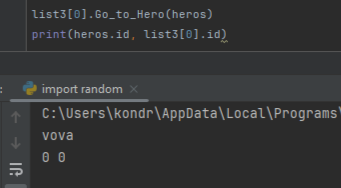 list3[0].Go_to_Hero(heros)
print(heros.id, list3[0].id)
import random
C:\Users\kondr\AppData\Local\Programs\
vova
0 0